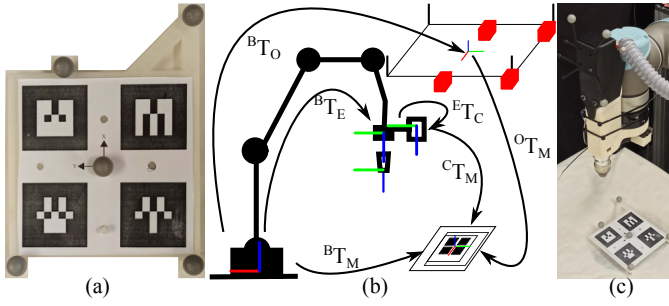 X
Y
ᴮT_O
ᴮT_E
ᴱT_C
ᶜT_M
ᴼT_M
ᴮT_M
(a)
(b)
(c)